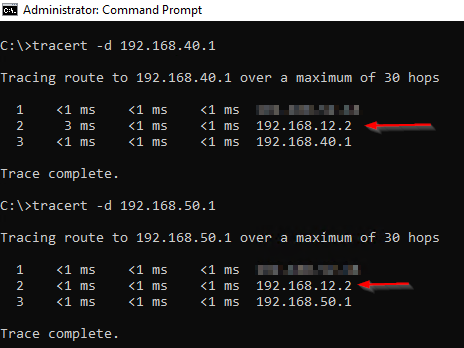 Administrator: Command Prompt
C:\>tracert -d 192.168.40.1
Tracing route to 192.168.40.1 over a maximum of 30 hops
1 <1 ms <1 ms <1 ms
2 3 ms <1 ms <1 ms 192.168.12.2
3 <1 ms <1 ms <1 ms 192.168.40.1
Trace complete.
C:\>tracert -d 192.168.50.1
Tracing route to 192.168.50.1 over a maximum of 30 hops
1 <1 ms <1 ms <1 ms
2 <1 ms <1 ms <1 ms 192.168.12.2
3 <1 ms <1 ms <1 ms 192.168.50.1
Trace complete.